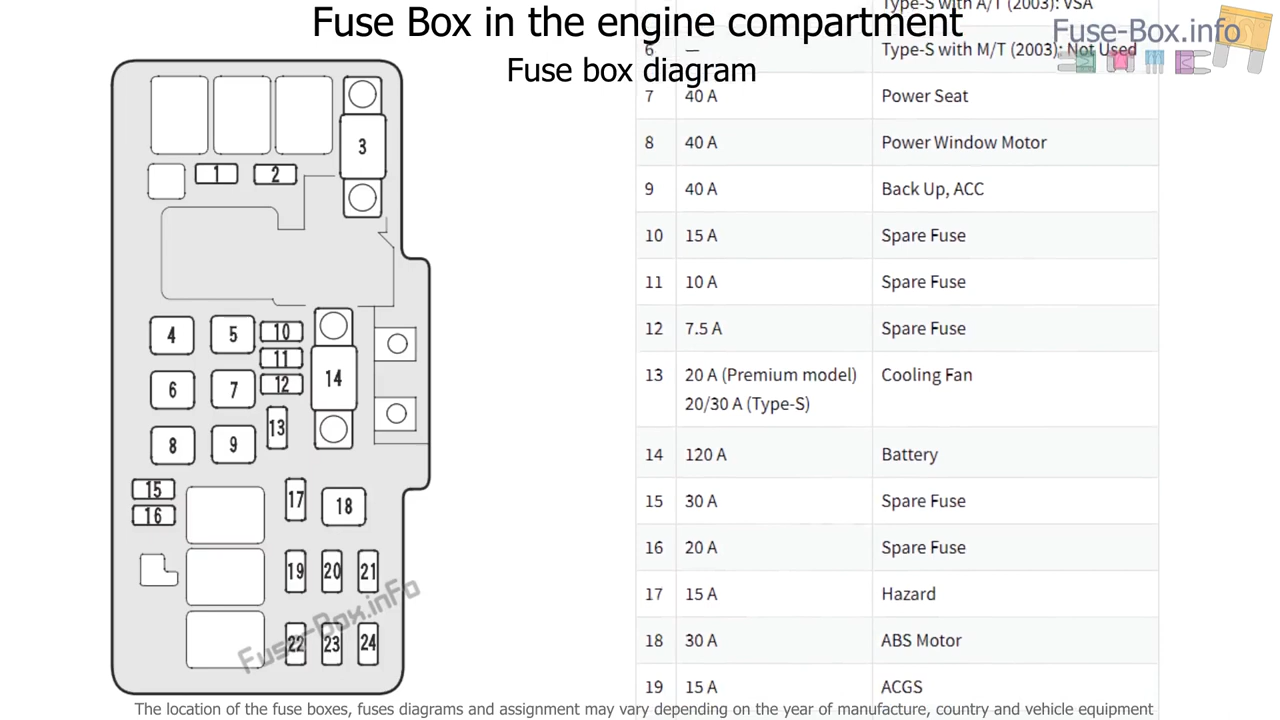 Fuse Box in the engine compartment
Fuse box diagram
Fuse-Box.info
Type-S with A/T (2003): VSA
6 — Type-S with M/T (2003): Not Used
7 40 A Power Seat
8 40 A Power Window Motor
9 40 A Back Up, ACC
10 15 A Spare Fuse
11 10 A Spare Fuse
12 7.5 A Spare Fuse
13 20 A (Premium model) Cooling Fan
20/30 A (Type-S)
14 120 A Battery
15 30 A Spare Fuse
16 20 A Spare Fuse
17 15 A Hazard
18 30 A ABS Motor
19 15 A ACGS
3
1 2
4 5 10
11
12
14
6 7
13
8 9
15
16
17 18
19 20 21
22 23 24
Fuse-Box.inFo
The location of the fuse boxes, fuses diagrams and assignment may vary depending on the year of manufacture, country and vehicle equipment